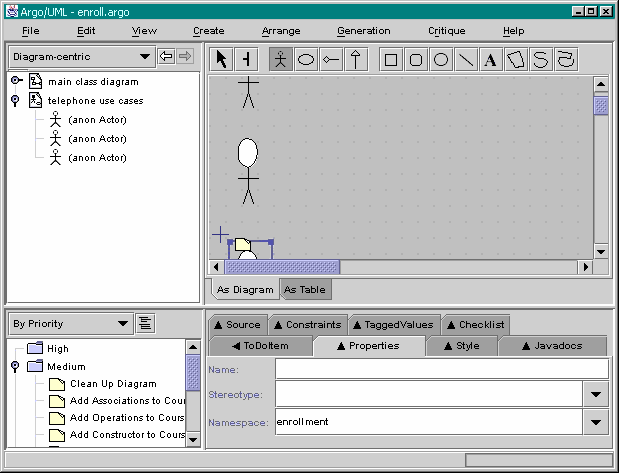 Argo/UML - enroll.argo
File Edit View Create Arrange Generation Critique Help
Diagram-centric
A
main class diagram
telephone use cases
(anon Actor)
(anon Actor)
(anon Actor)
As Diagram As Table
By Priority
High
Medium
Clean Up Diagram
Add Associations to Cou
Add Operations to Cours
Add Constructor to Cours
Source Constraints TaggedValues Checklist
ToDoItem Properties Style Javadocs
Name:
Stereotype:
Namespace: enrollment